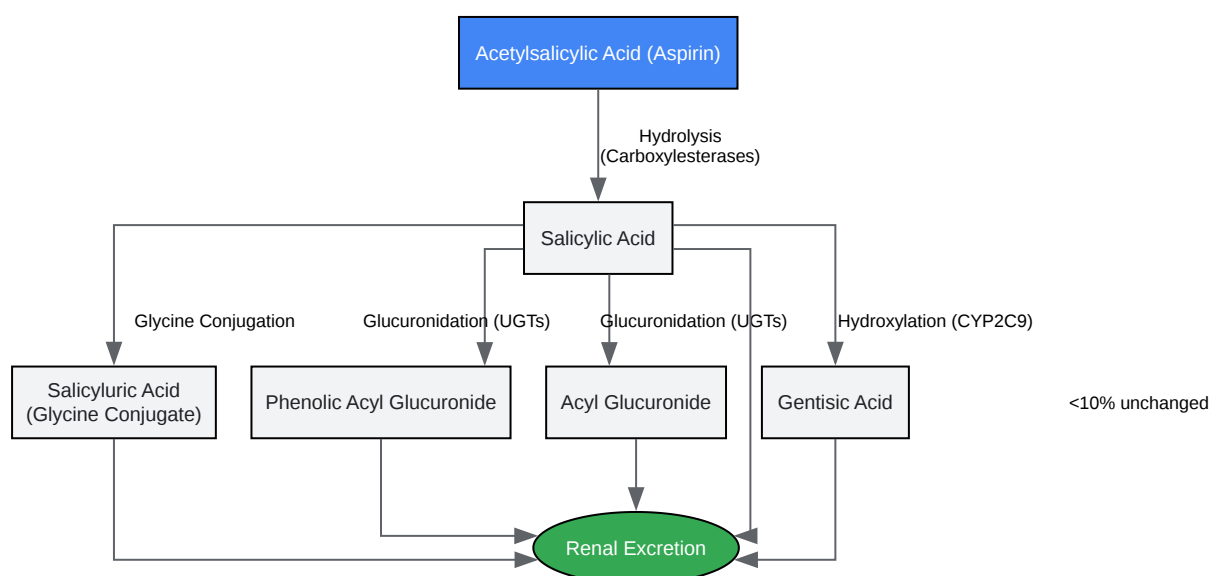 Acetylsalicylic Acid (Aspirin)
Hydrolysis
(Carboxylesterases)
Salicylic Acid
Glycine Conjugation
Glucuronidation (UGTs)
Glucuronidation (UGTs)
Hydroxylation (CYP2C9)
Salicyluric Acid
(Glycine Conjugate)
Phenolic Acyl Glucuronide
Acyl Glucuronide
Gentisic Acid
<10% unchanged
Renal Excretion